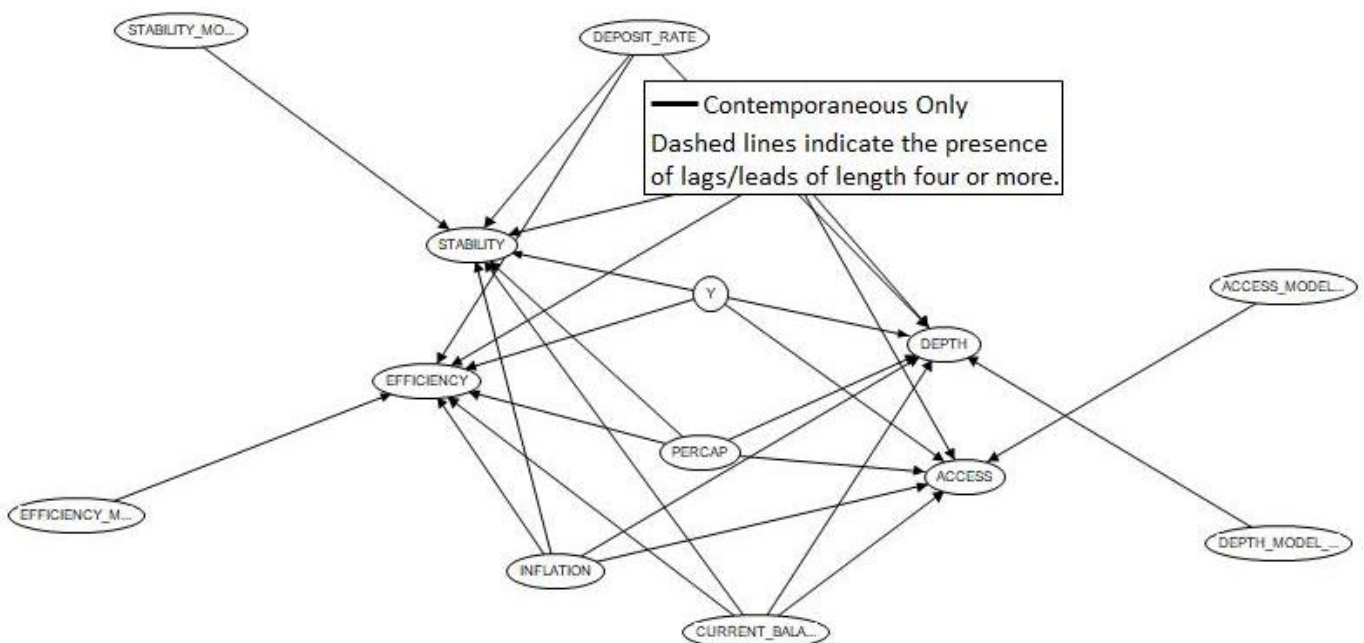 STABILITY_MO...
DEPOSIT_RATE
Contemporaneous Only
Dashed lines indicate the presence
of lags/leads of length four or more.
STABILITY
Y
ACCESS_MODEL...
DEPTH
EFFICIENCY
PERCAP
ACCESS
EFFICIENCY_M...
DEPTH_MODEL_...
INFLATION
CURRENT_BALA...